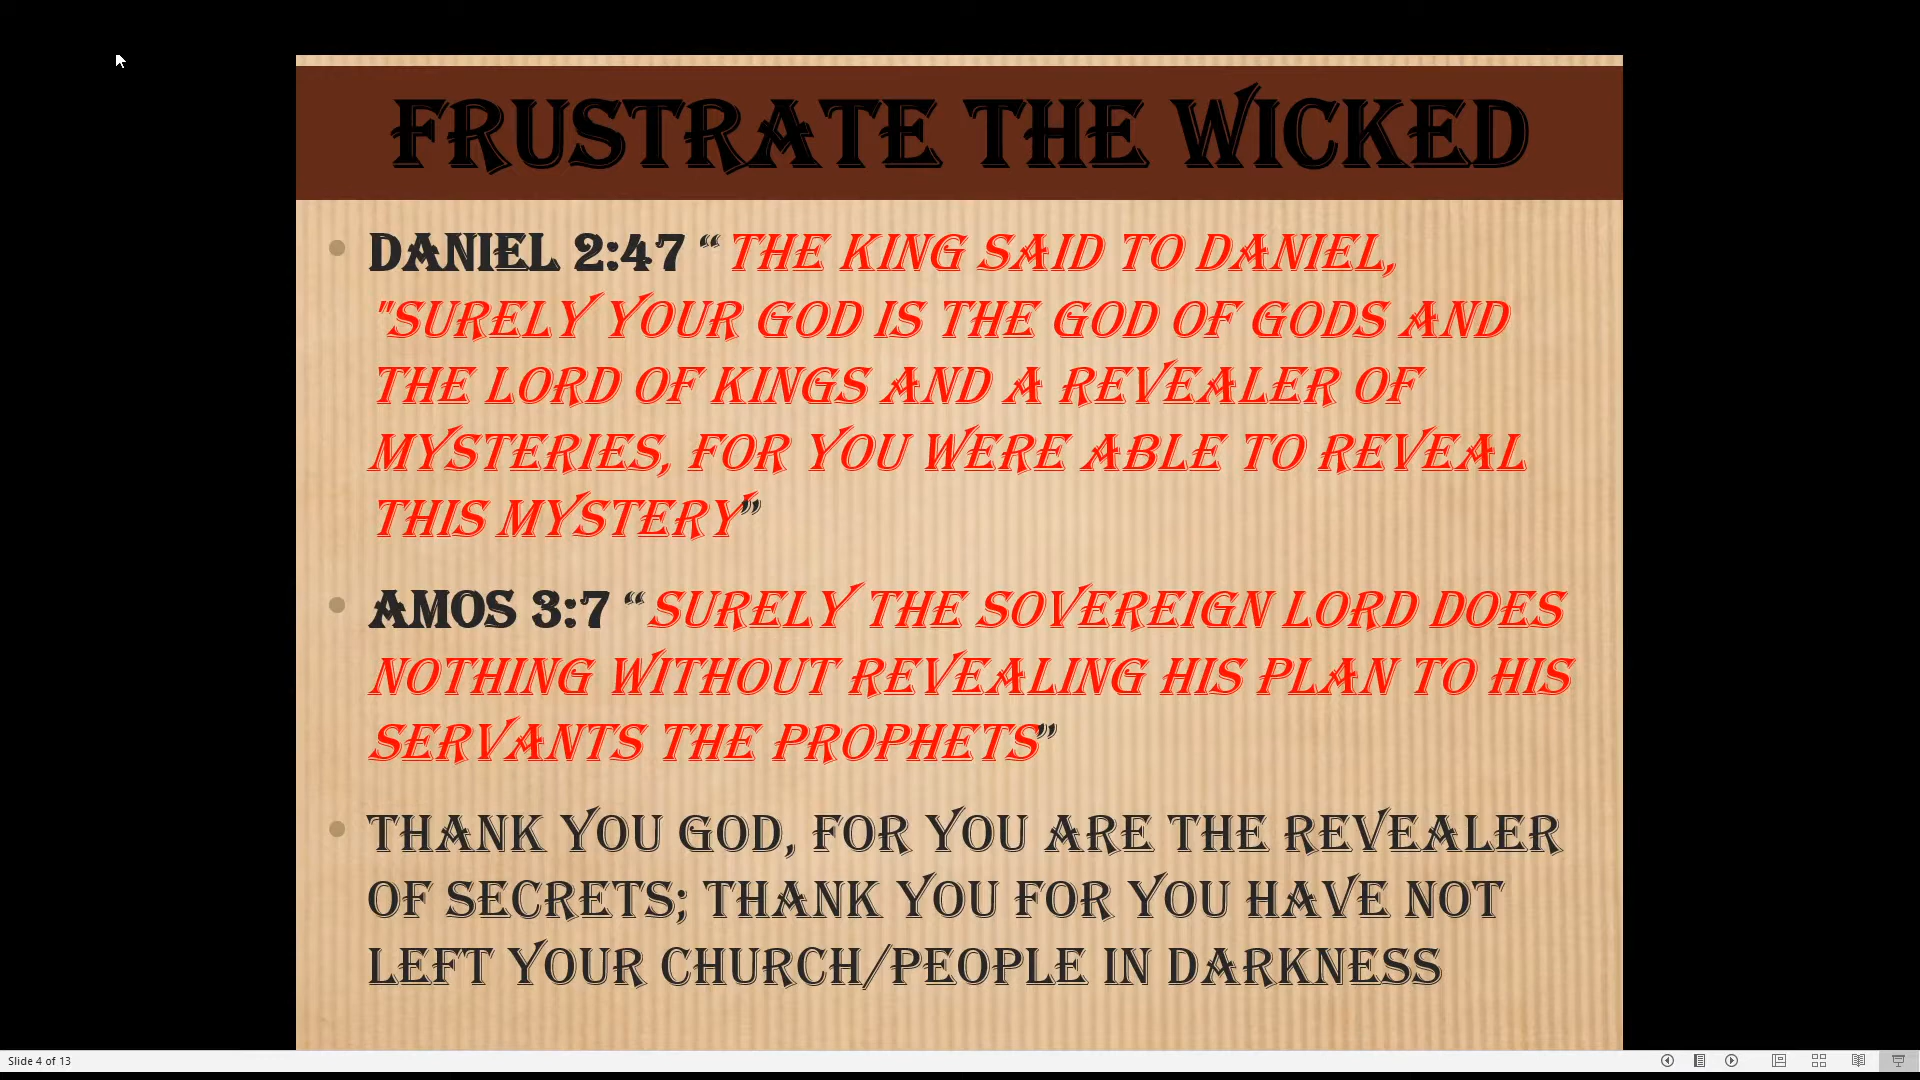 FRUSTRATE THE WICKED
DANIEL 2:47 “THE KING SAID TO DANIEL,
"SURELY YOUR GOD IS THE GOD OF GODS AND
THE LORD OF KINGS AND A REVEALER OF
MYSTERIES, FOR YOU WERE ABLE TO REVEAL
THIS MYSTERY”
AMOS 3:7 “SURELY THE SOVEREIGN LORD DOES
NOTHING WITHOUT REVEALING HIS PLAN TO HIS
SERVANTS THE PROPHETS”
THANK YOU GOD, FOR YOU ARE THE REVEALER
OF SECRETS; THANK YOU FOR YOU HAVE NOT
LEFT YOUR CHURCH/PEOPLE IN DARKNESS
Slide 4 of 13